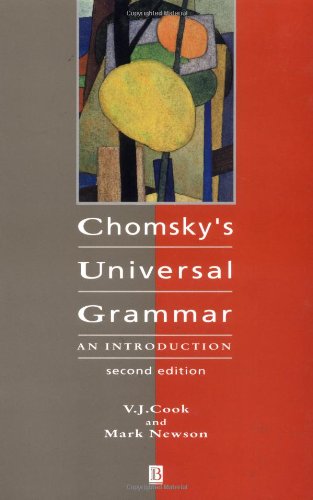 Chomsky's
Universal
Grammar
AN INTRODUCTION
second edition
V.J.Cook
and
Mark Newson
B